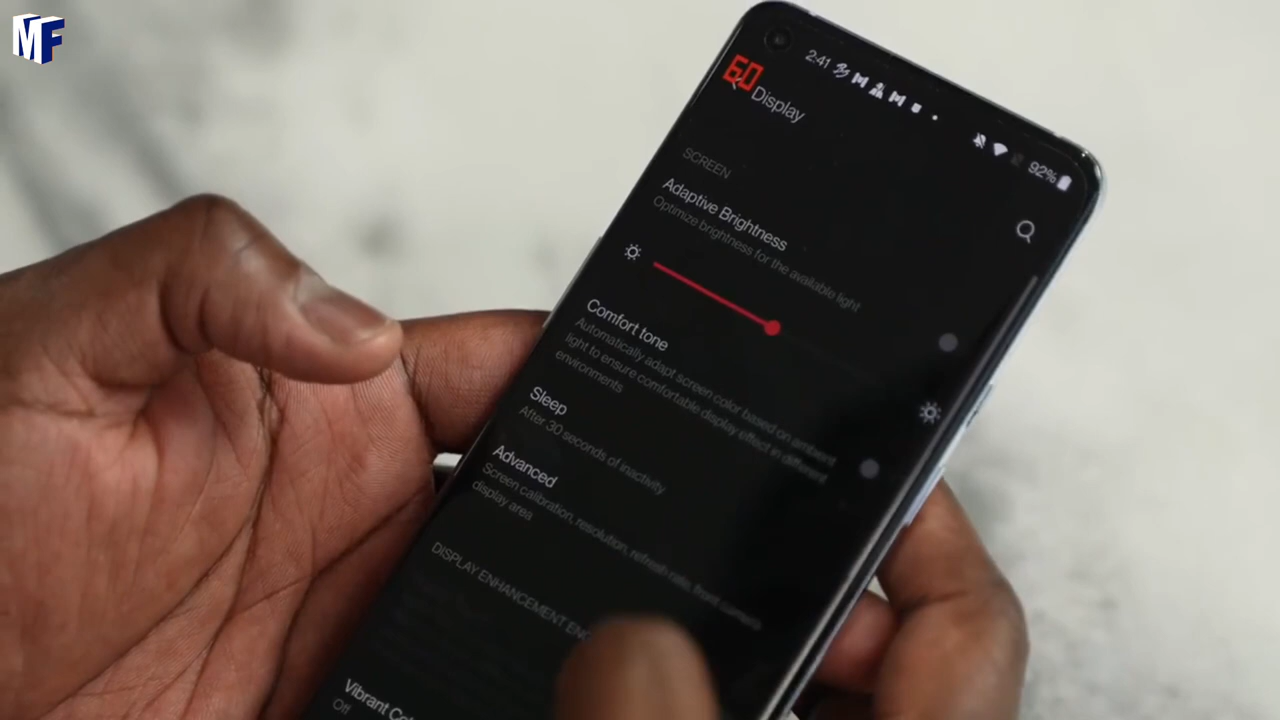 MF
2:41
92%
60
Display
SCREEN
Adaptive Brightness
Optimize brightness for the available light
Comfort tone
Automatically adapt screen color based on ambient
light to ensure comfortable display effect in different
environments
Sleep
After 30 seconds of inactivity
Advanced
Screen calibration, resolution, refresh rate, front camera
display area
DISPLAY ENHANCEMENT
Vibrant
Off